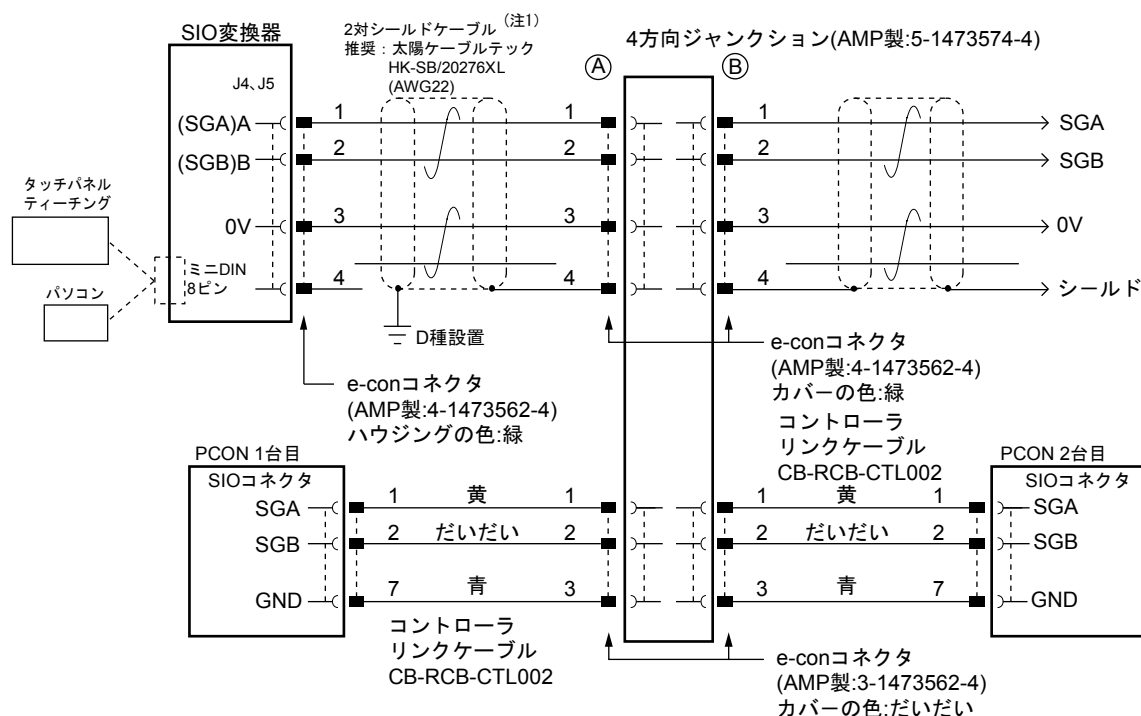 SIO変換器
2対シールドケーブル(注1)
推奨：太陽ケーブルテック
HK-SB/20276XL
(AWG22)
4方向ジャンクション(AMP製:5-1473574-4)
A
B
J4、J5
(SGA)A
1
1
1
SGA
(SGB)B
2
2
2
SGB
タッチパネル
ティーチング
0V
3
3
3
0V
ミニDIN
8ピン
4
4
4
シールド
パソコン
D種設置
e-conコネクタ
(AMP製:4-1473562-4)
ハウジングの色:緑
e-conコネクタ
(AMP製:4-1473562-4)
カバーの色:緑
コントローラ
リンクケーブル
CB-RCB-CTL002
PCON 1台目
SIOコネクタ
PCON 2台目
SIOコネクタ
SGA
1
黄
1
1
黄
1
SGA
SGB
2
だいだい
2
2
だいだい
2
SGB
GND
7
青
3
3
青
7
GND
コントローラ
リンクケーブル
CB-RCB-CTL002
e-conコネクタ
(AMP製:3-1473562-4)
カバーの色:だいだい